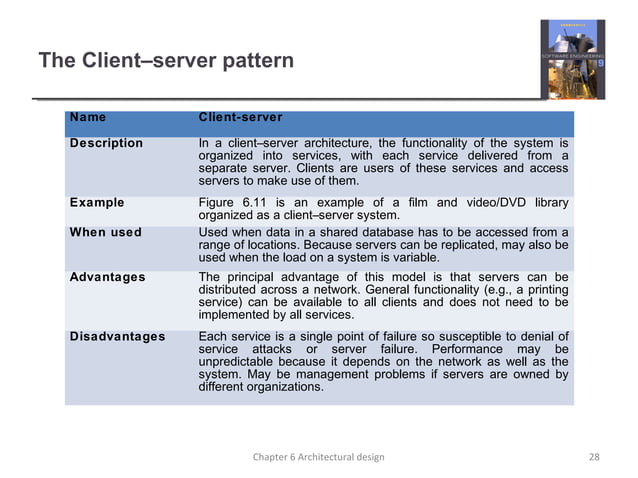 The Client–server pattern
SOMMERVILLE
SOFTWARE ENGINEERING
9
Name Client-server
Description In a client–server architecture, the functionality of the system is
organized into services, with each service delivered from a
separate server. Clients are users of these services and access
servers to make use of them.
Example Figure 6.11 is an example of a film and video/DVD library
organized as a client–server system.
When used Used when data in a shared database has to be accessed from a
range of locations. Because servers can be replicated, may also be
used when the load on a system is variable.
Advantages The principal advantage of this model is that servers can be
distributed across a network. General functionality (e.g., a printing
service) can be available to all clients and does not need to be
implemented by all services.
Disadvantages Each service is a single point of failure so susceptible to denial of
service attacks or server failure. Performance may be
unpredictable because it depends on the network as well as the
system. May be management problems if servers are owned by
different organizations.
Chapter 6 Architectural design 28